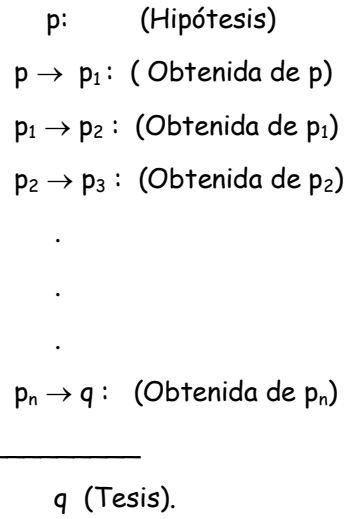 p: (Hipótesis)
p → p₁ : ( Obtenida de p)
p₁ → p₂ : (Obtenida de p₁)
p₂ → p₃ : (Obtenida de p₂)
.
.
.
pₙ → q : (Obtenida de pₙ)
q (Tesis).